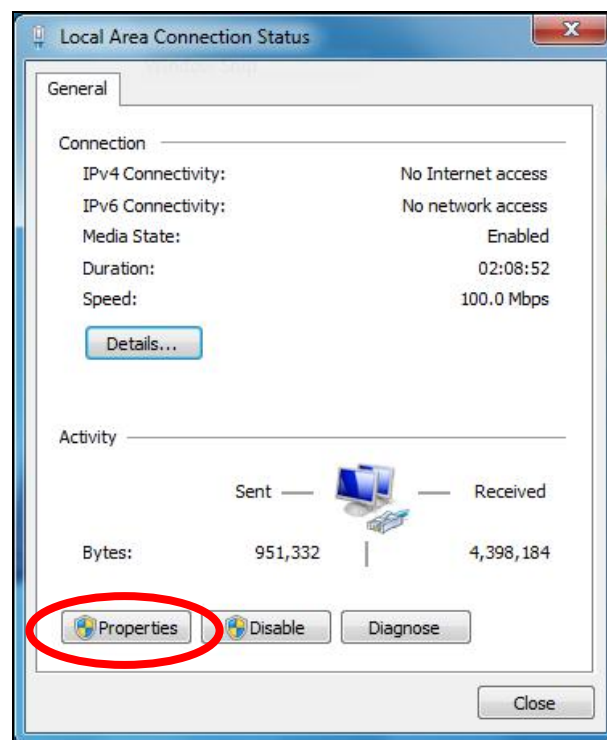 Local Area Connection Status
General
Connection
IPv4 Connectivity: No Internet access
IPv6 Connectivity: No network access
Media State: Enabled
Duration: 02:08:52
Speed: 100.0 Mbps
Details...
Activity
Sent Received
Bytes: 951,332 4,398,184
Properties Disable Diagnose
Close